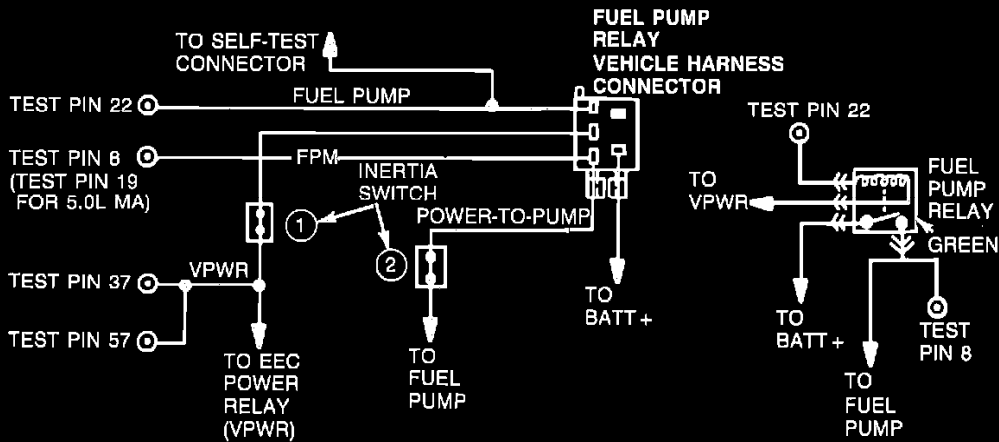 FUEL PUMP
RELAY
VEHICLE HARNESS
CONNECTOR
TO SELF-TEST
CONNECTOR
TEST PIN 22
FUEL PUMP
TEST PIN 8
(TEST PIN 19
FOR 5.0L MA)
FPM
INERTIA
SWITCH
1
2
POWER-TO-PUMP
VPWR
TEST PIN 37
TEST PIN 57
TO EEC
POWER
RELAY
(VPWR)
TO
FUEL
PUMP
TO
BATT +
TEST PIN 22
TO
VPWR
FUEL
PUMP
RELAY
GREEN
TO
BATT +
TEST
PIN 8
TO
FUEL
PUMP